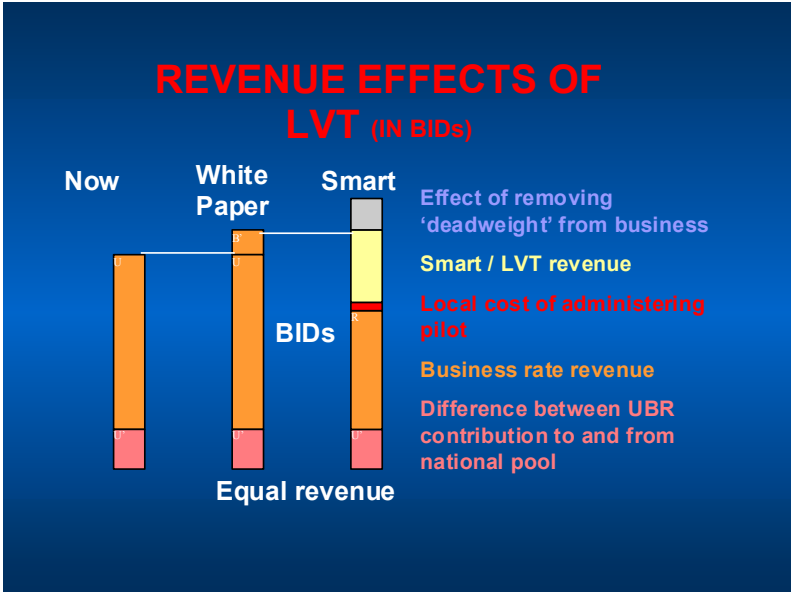 REVENUE EFFECTS OF
LVT (IN BIDs)
Now
White
Paper
Smart
Effect of removing
‘deadweight’ from business
Smart / LVT revenue
Local cost of administering
pilot
Business rate revenue
Difference between UBR
contribution to and from
national pool
BIDs
B'
U
U
R
U'
U'
U'
Equal revenue